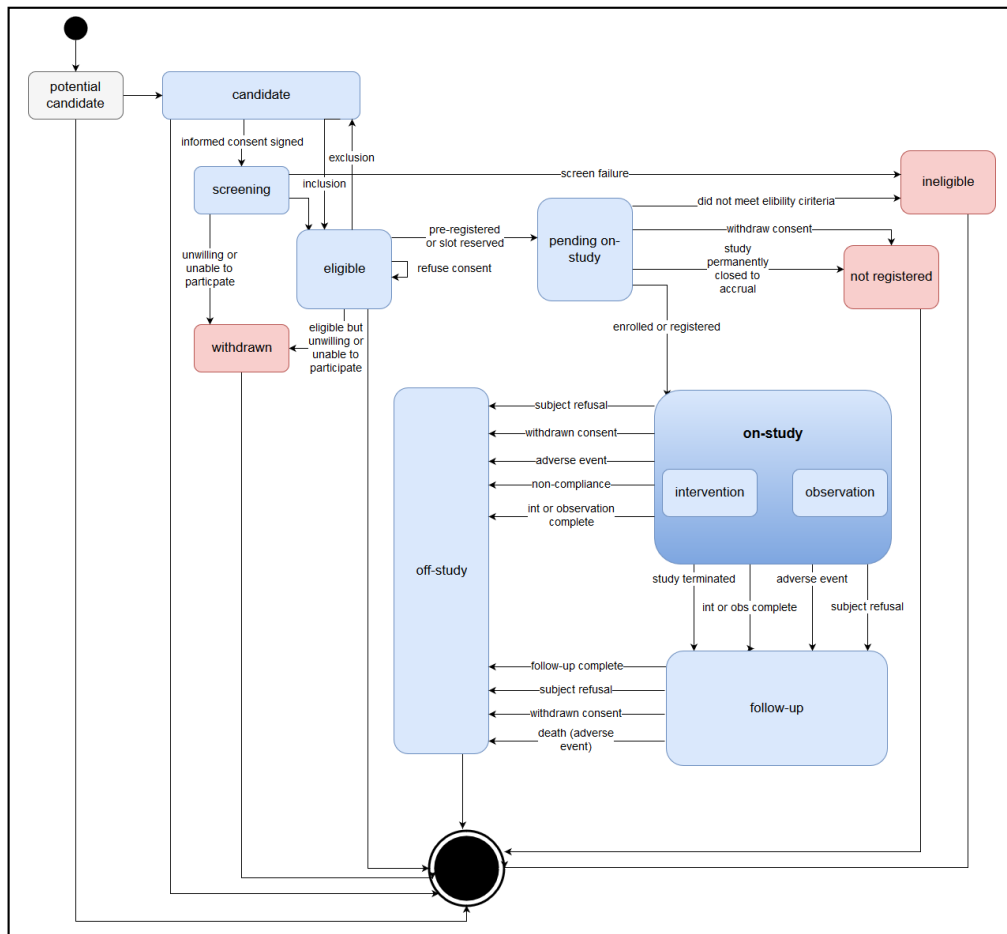 potential
candidate
candidate
informed consent signed
exclusion
screening
inclusion
screen failure
ineligible
did not meet elibility ciriteria
pre-registered
or slot reserved
pending on-
study
withdraw consent
study
permanently
closed to
accrual
not registered
eligible
refuse consent
unwilling or
unable to
particpate
eligible but
unwilling or
unable to
participate
withdrawn
enrolled or registered
subject refusal
withdrawn consent
adverse event
non-compliance
int or observation
complete
on-study
intervention
observation
off-study
study terminated
int or obs complete
adverse event
subject refusal
follow-up complete
subject refusal
withdrawn consent
death (adverse
event)
follow-up